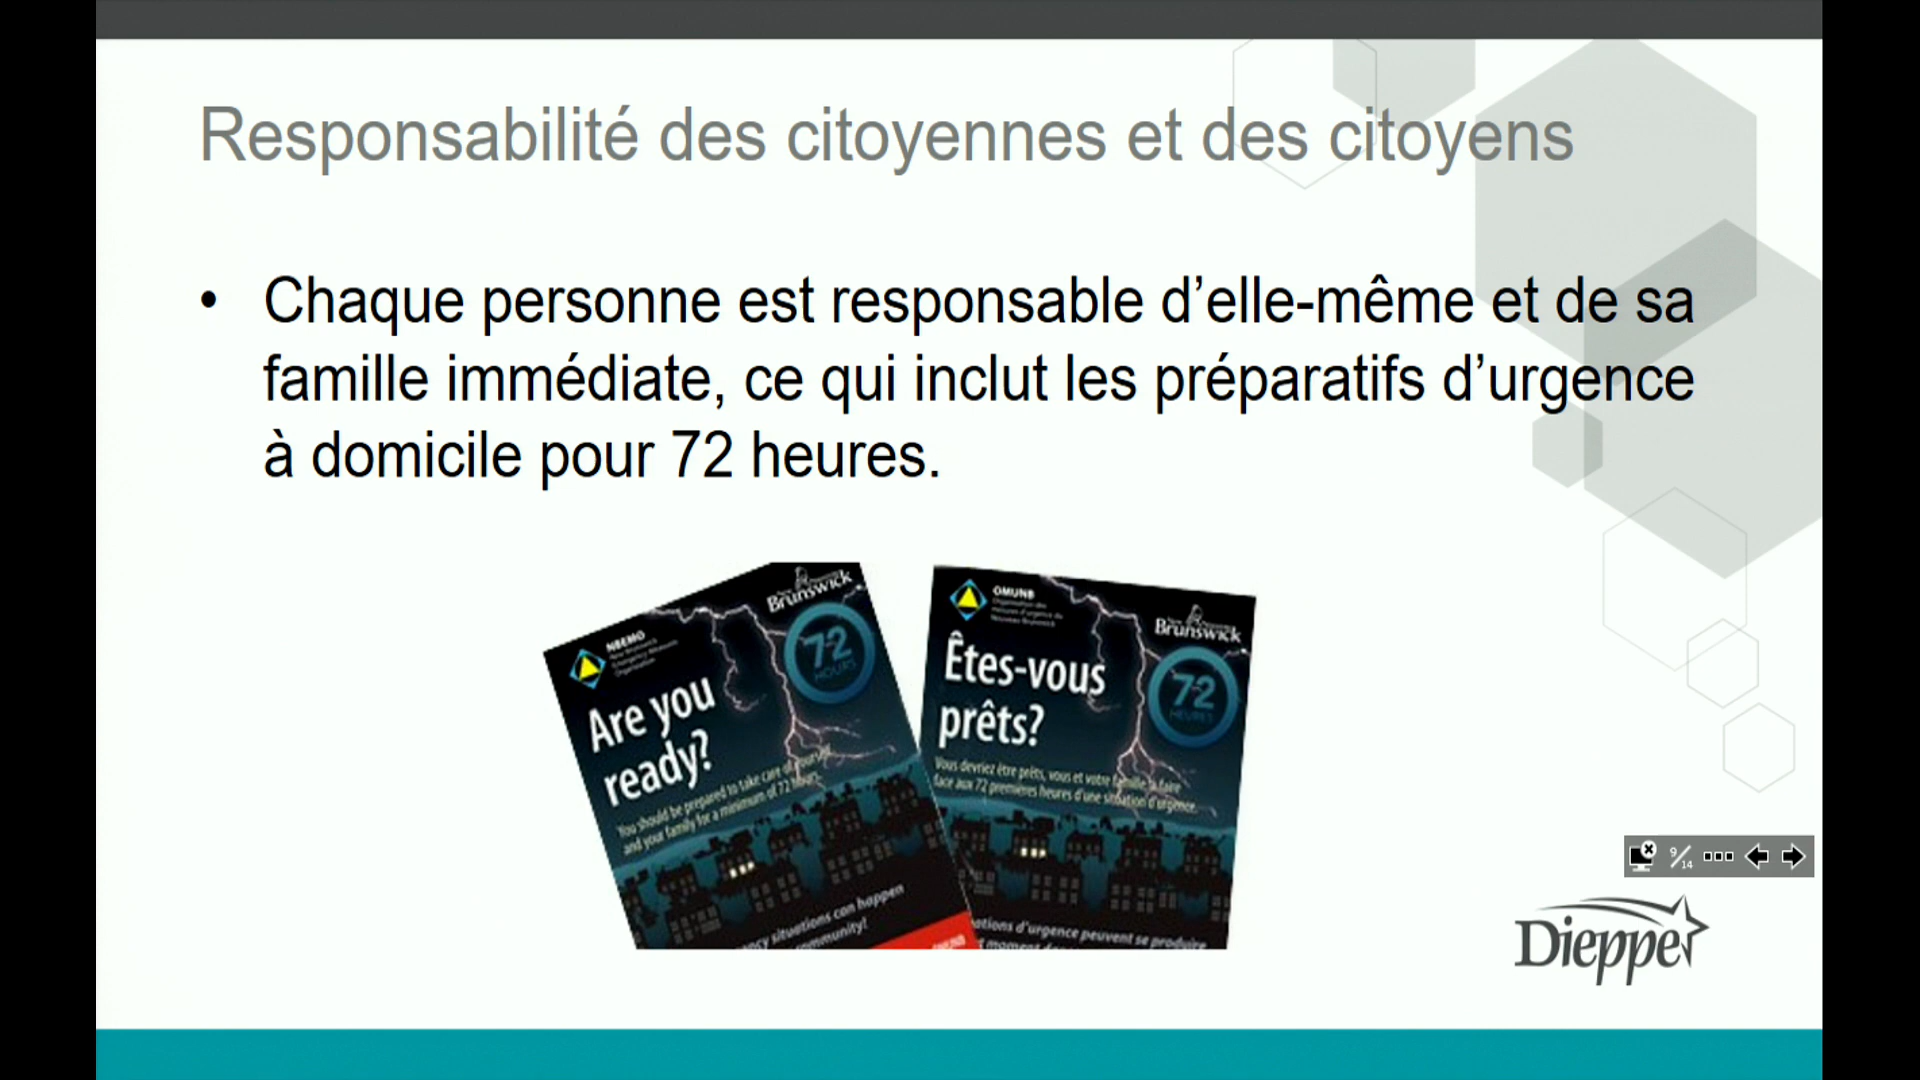 Responsabilité des citoyennes et des citoyens
• Chaque personne est responsable d’elle-même et de sa
famille immédiate, ce qui inclut les préparatifs d’urgence
à domicile pour 72 heures.
NBEMO
New Brunswick
Emergency Measures
Organization
Brunswick
72
HOURS
Are you
ready?
You should be prepared to take care of yourself
and your family for a minimum of 72 hours.
situations can happen
OMUNB
Organisation des
mesures d'urgence du
Nouveau-Brunswick
Brunswick
72
HEURES
Êtes-vous
prêts?
Vous devriez être prêts, vous et votre famille à faire
face aux 72 premières heures d'une situation d'urgence.
d'urgence peuvent se produire
moment
9/14
Dieppe